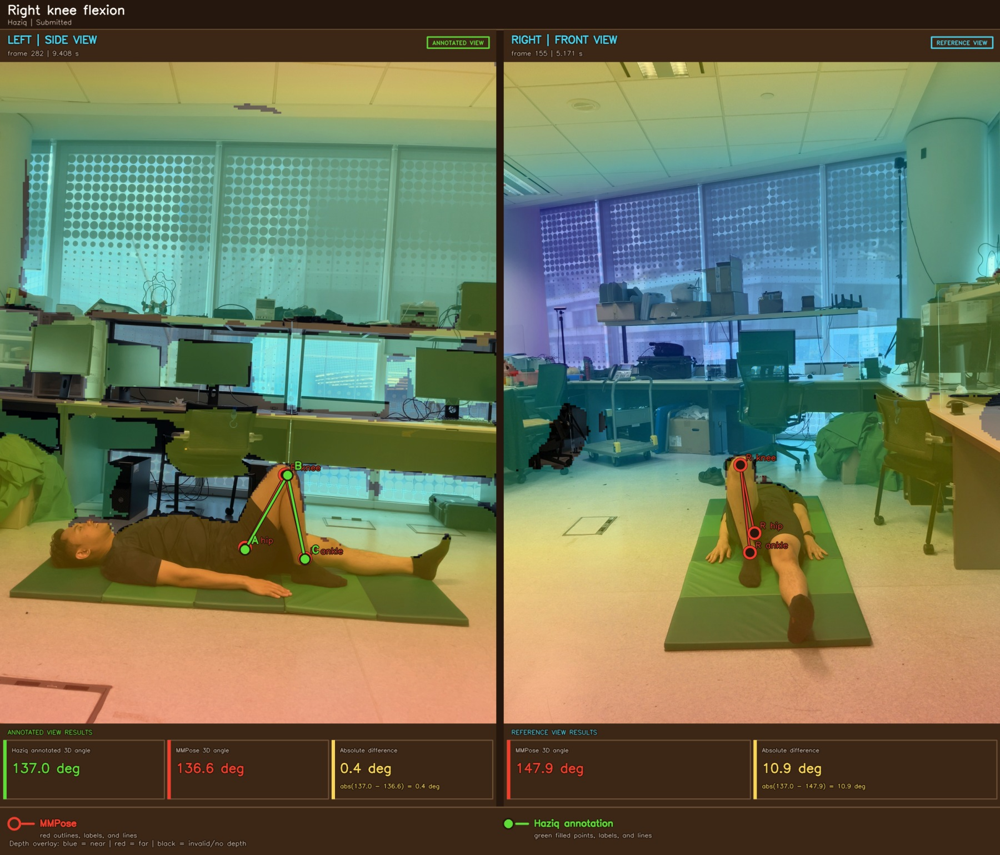 Right knee flexion
Haziq | Submitted
LEFT | SIDE VIEW
frame 282 | 9.408 s
ANNOTATED VIEW
RIGHT | FRONT VIEW
frame 155 | 5.171 s
REFERENCE VIEW
B
R knee
A
hip
C
ankle
R knee
R hip
R ankle
ANNOTATED VIEW RESULTS
Haziq annotated 3D angle
137.0 deg
MMPose 3D angle
136.6 deg
Absolute difference
0.4 deg
abs(137.0 - 136.6) = 0.4 deg
REFERENCE VIEW RESULTS
MMPose 3D angle
147.9 deg
Absolute difference
10.9 deg
abs(137.0 - 147.9) = 10.9 deg
MMPose
red outlines, labels, and lines
Depth overlay: blue = near | red = far | black = invalid/no depth
Haziq annotation
green filled points, labels, and lines